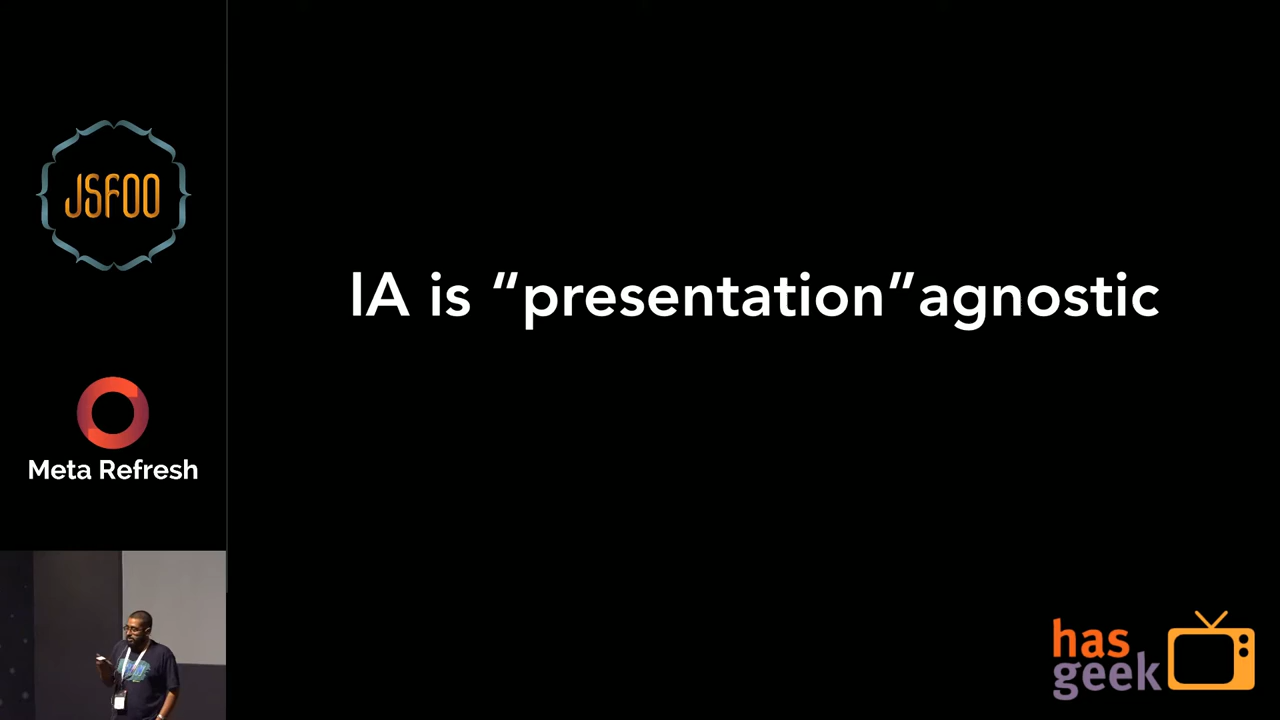 JSFOO
IA is “presentation”agnostic
Meta Refresh
has
geek